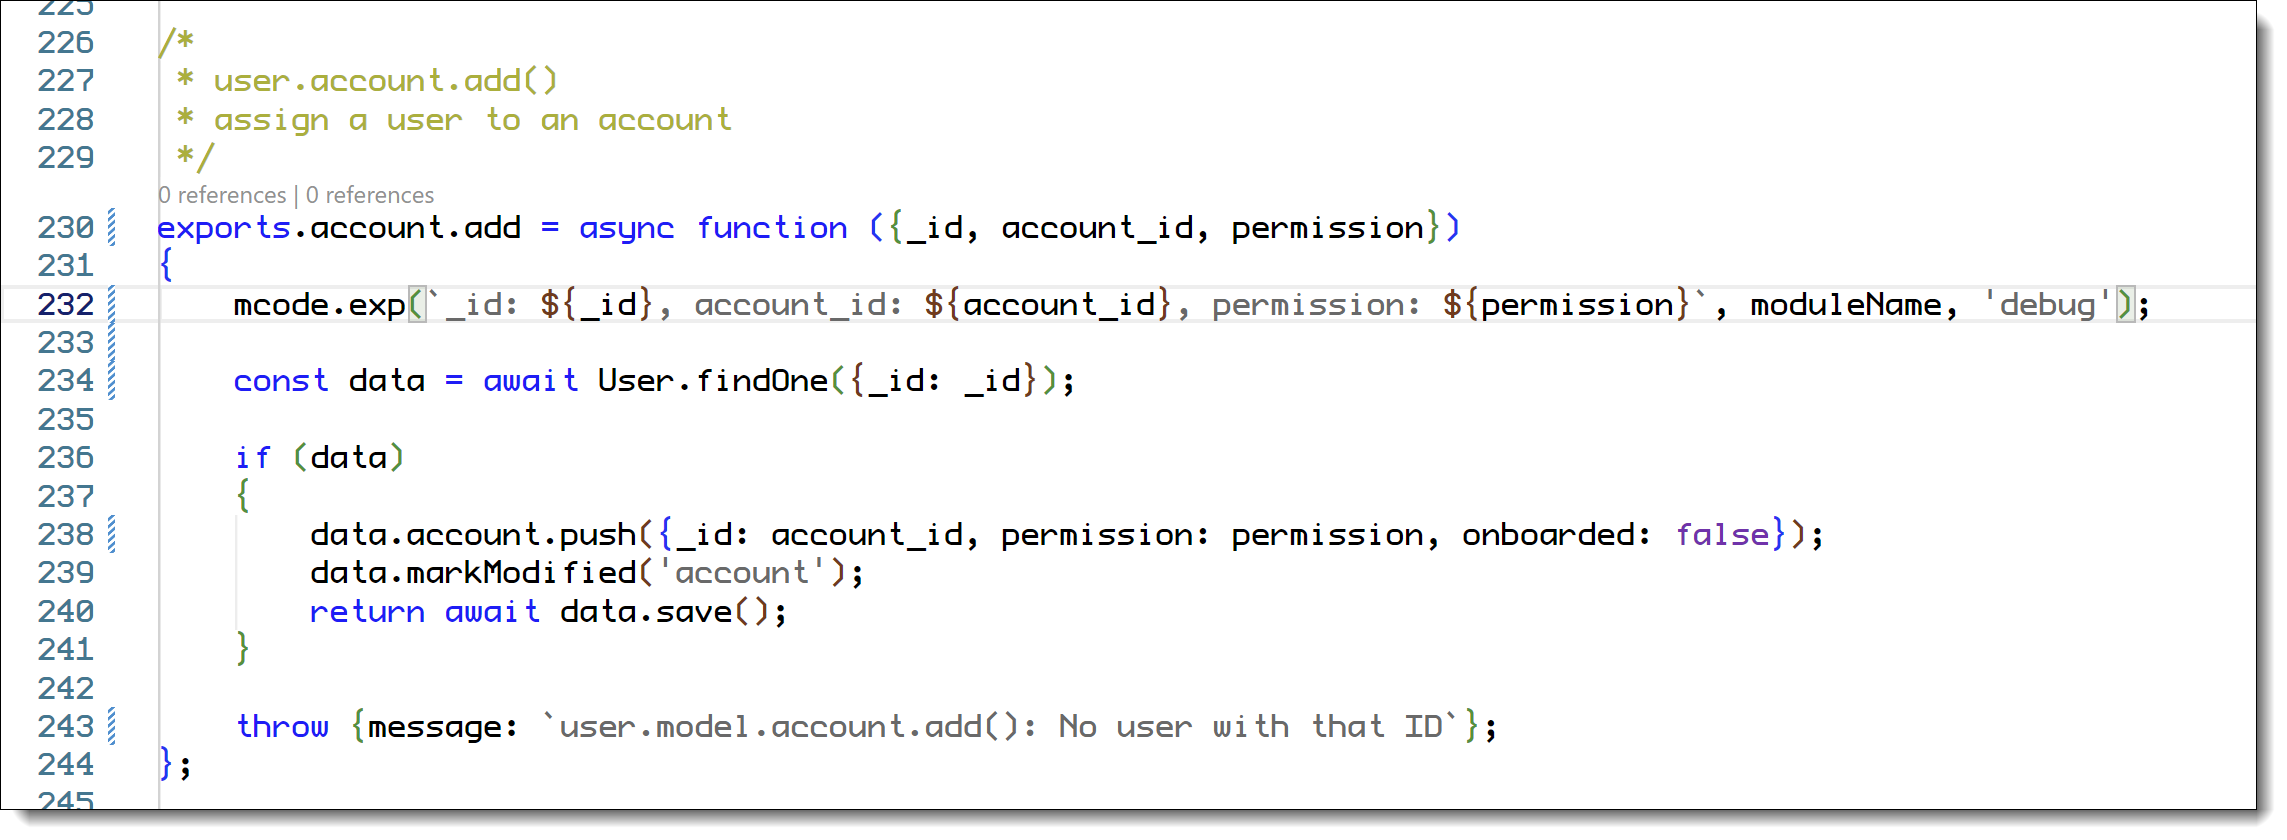 225
226 /*
227  * user.account.add()
228  * assign a user to an account
229  */
0 references | 0 references
230 exports.account.add = async function ({_id, account_id, permission})
231 {
232     mcode.exp(`_id: ${_id}, account_id: ${account_id}, permission: ${permission}`, moduleName, 'debug');
233
234     const data = await User.findOne({_id: _id});
235
236     if (data)
237     {
238         data.account.push({_id: account_id, permission: permission, onboarded: false});
239         data.markModified('account');
240         return await data.save();
241     }
242
243     throw {message: `user.model.account.add(): No user with that ID`};
244 };
245